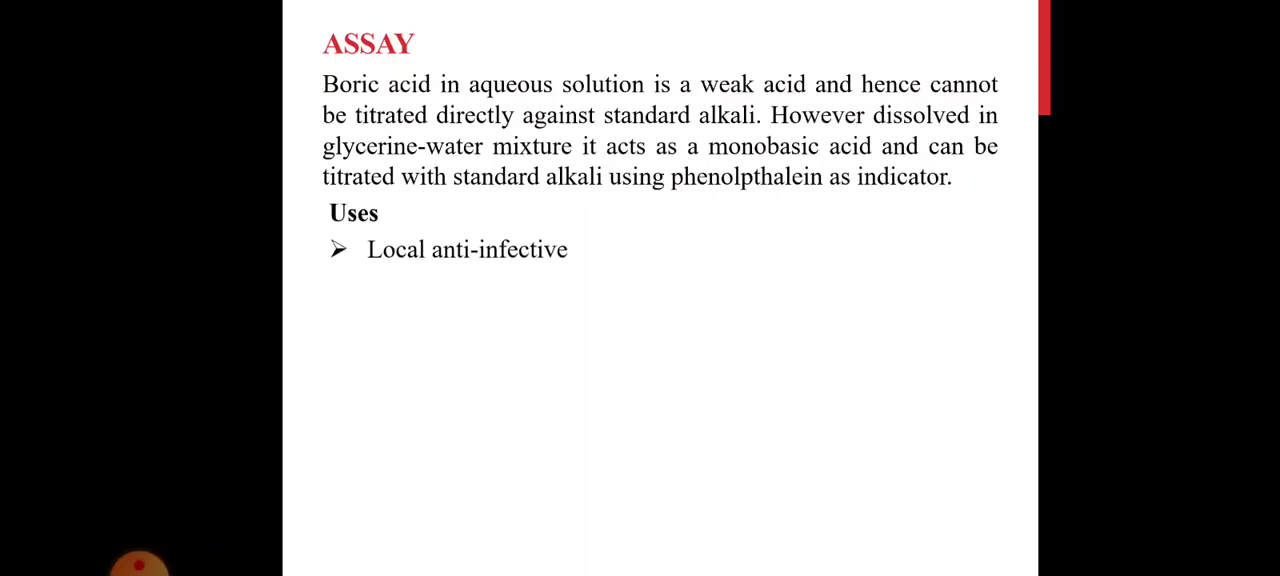 ASSAY
Boric acid in aqueous solution is a weak acid and hence cannot
be titrated directly against standard alkali. However dissolved in
glycerine-water mixture it acts as a monobasic acid and can be
titrated with standard alkali using phenolpthalein as indicator.
Uses
➢ Local anti-infective